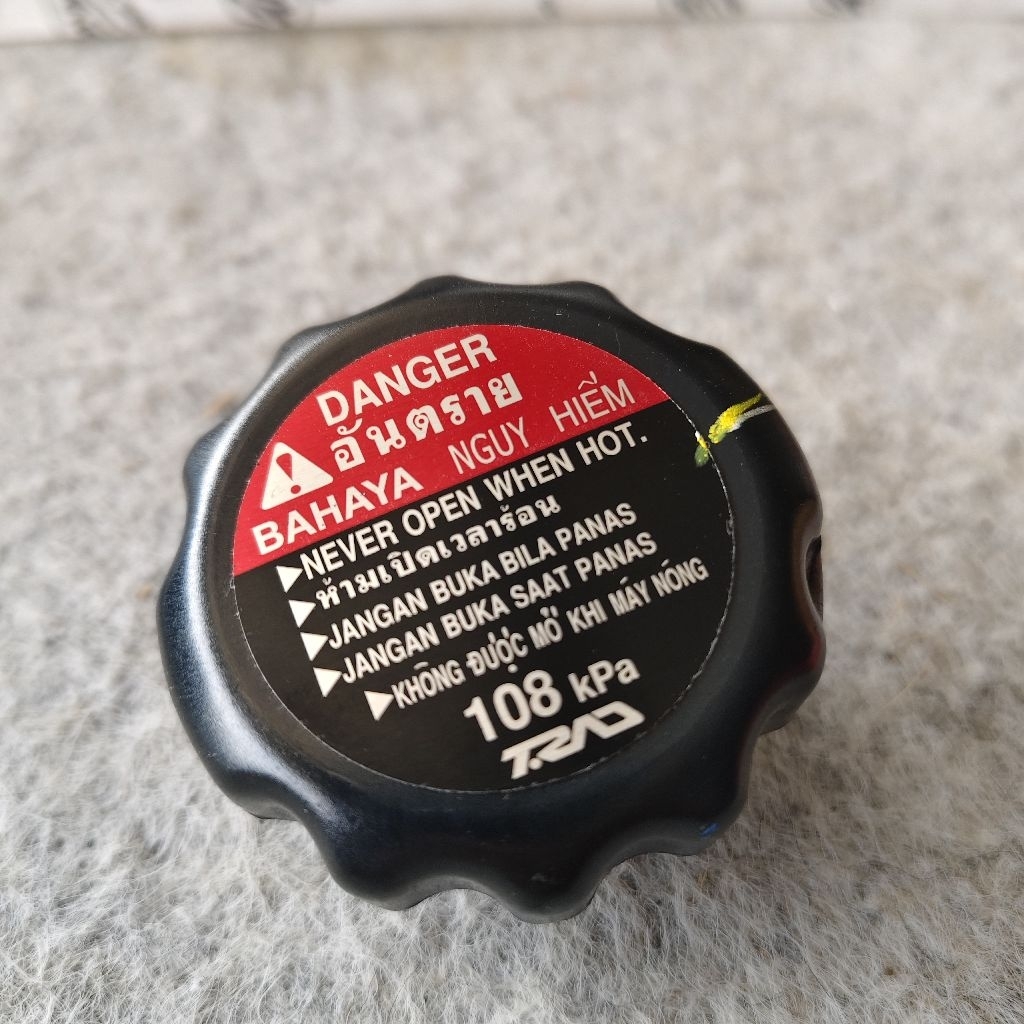 DANGER
อันตราย
BAHAYA NGUY HIỂM
NEVER OPEN WHEN HOT.
ห้ามเปิดเวลาร้อน
JANGAN BUKA BILA PANAS
JANGAN BUKA SAAT PANAS
KHÔNG ĐƯỢC MỞ KHI MÁY NÓNG
108 kPa
T.RAD